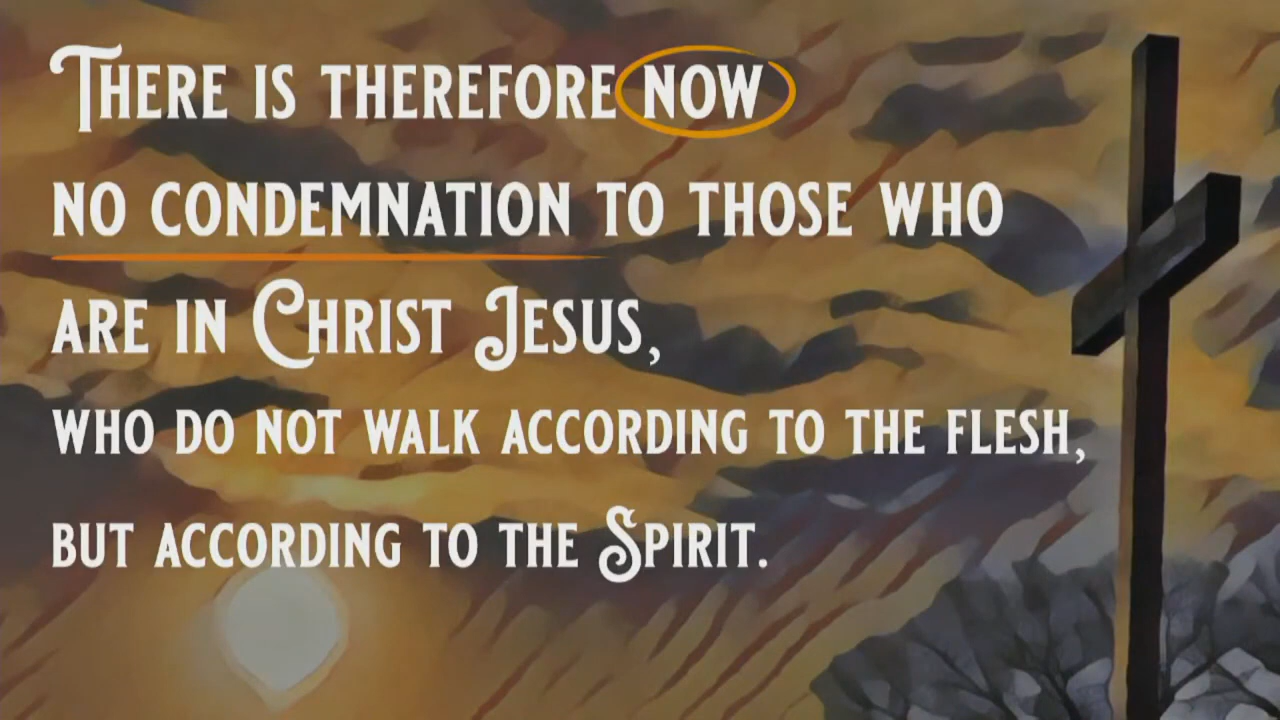 There is therefore now
no condemnation to those who
are in Christ Jesus,
who do not walk according to the flesh,
but according to the Spirit.